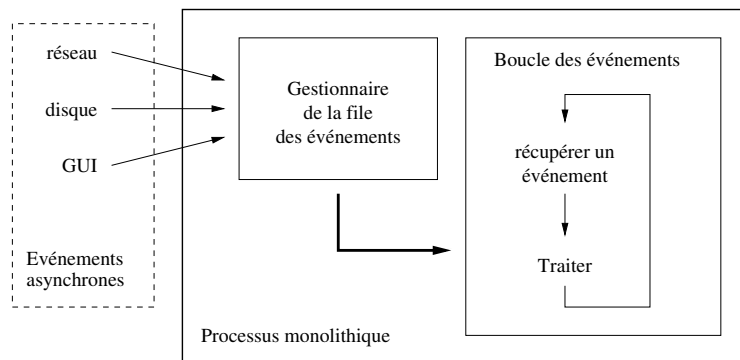 réseau
disque
GUI
Evénements
asynchrones
Gestionnaire
de la file
des événements
Boucle des événements
récupérer un
événement
Traiter
Processus monolithique